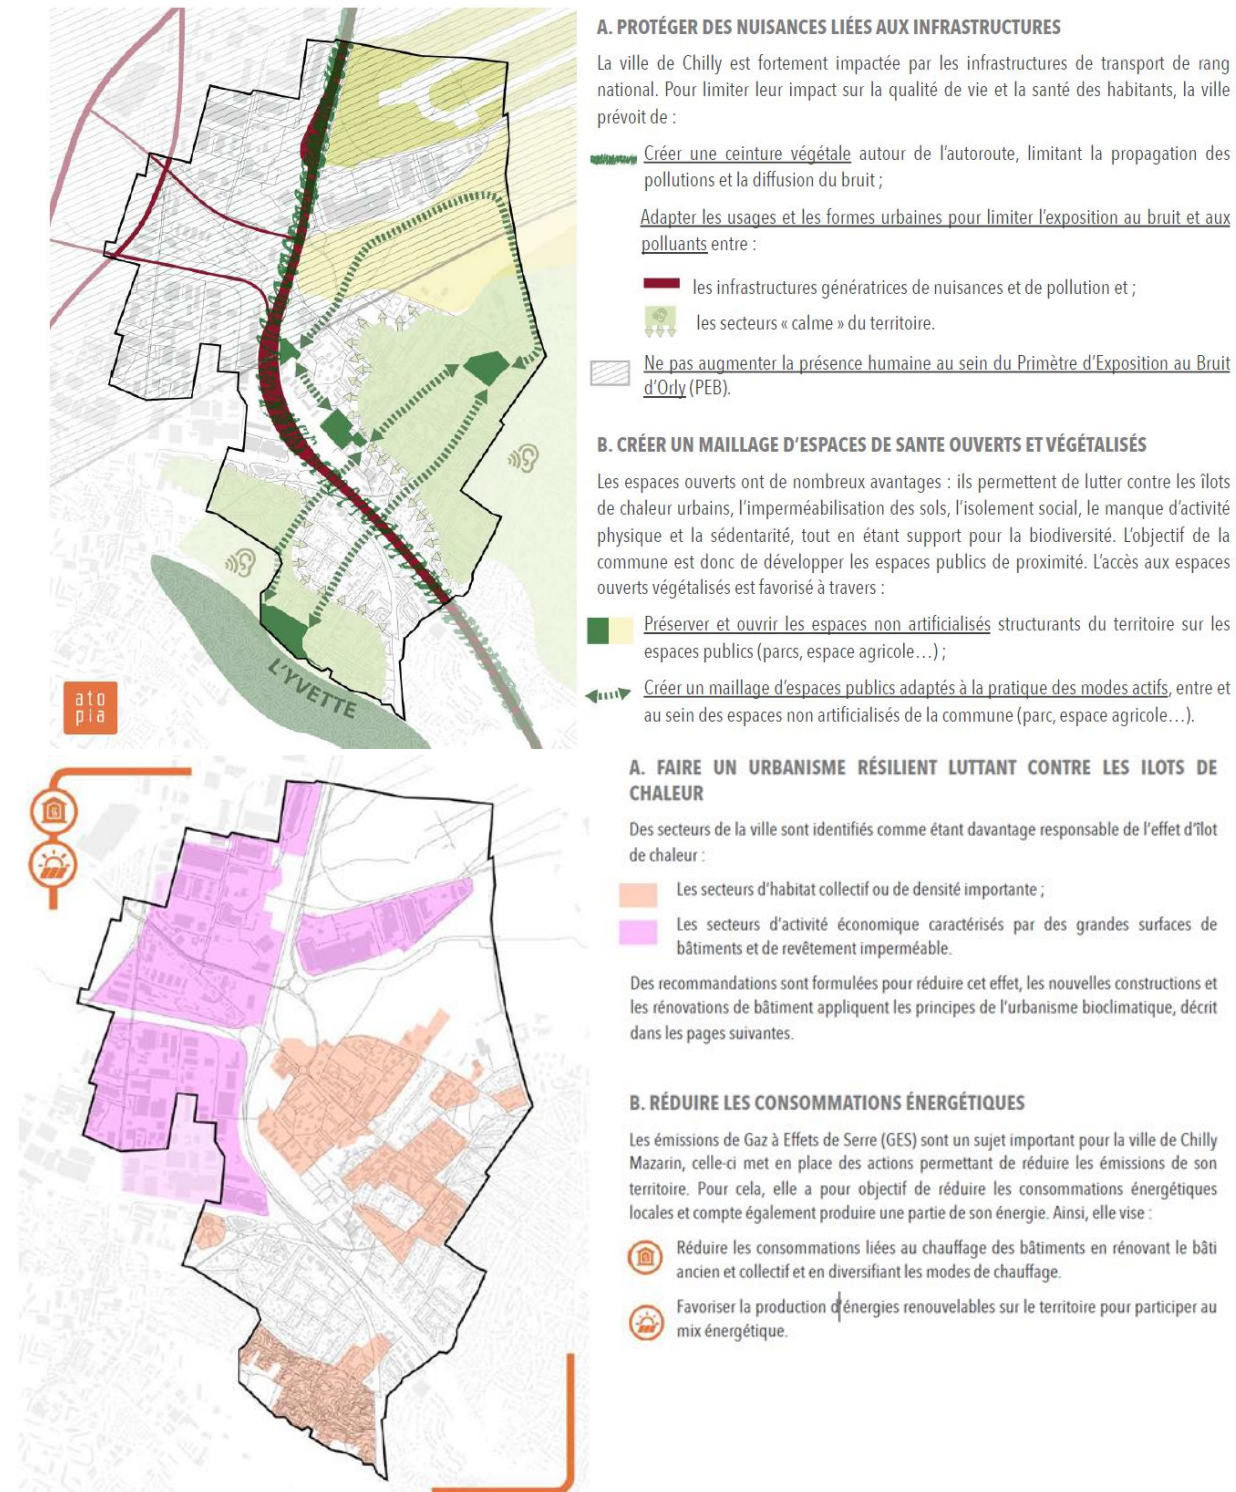 A. PROTÉGER DES NUISANCES LIÉES AUX INFRASTRUCTURES
La ville de Chilly est fortement impactée par les infrastructures de transport de rang
national. Pour limiter leur impact sur la qualité de vie et la santé des habitants, la ville
prévoit de :
Créer une ceinture végétale autour de l'autoroute, limitant la propagation des
pollutions et la diffusion du bruit ;
Adapter les usages et les formes urbaines pour limiter l'exposition au bruit et aux
polluants entre :
les infrastructures génératrices de nuisances et de pollution et ;
les secteurs « calme » du territoire.
Ne pas augmenter la présence humaine au sein du Primètre d'Exposition au Bruit
d'Orly (PEB).
B. CRÉER UN MAILLAGE D'ESPACES DE SANTE OUVERTS ET VÉGÉTALISÉS
Les espaces ouverts ont de nombreux avantages : ils permettent de lutter contre les îlots
de chaleur urbains, l'imperméabilisation des sols, l'isolement social, le manque d'activité
physique et la sédentarité, tout en étant support pour la biodiversité. L'objectif de la
commune est donc de développer les espaces publics de proximité. L'accès aux espaces
ouverts végétalisés est favorisé à travers :
Préserver et ouvrir les espaces non artificialisés structurants du territoire sur les
espaces publics (parcs, espace agricole…) ;
Créer un maillage d'espaces publics adaptés à la pratique des modes actifs, entre et
au sein des espaces non artificialisés de la commune (parc, espace agricole…).
L'YVETTE
ato
pia
A. FAIRE UN URBANISME RÉSILIENT LUTTANT CONTRE LES ILOTS DE
CHALEUR
Des secteurs de la ville sont identifiés comme étant davantage responsable de l'effet d'îlot
de chaleur :
Les secteurs d'habitat collectif ou de densité importante ;
Les secteurs d'activité économique caractérisés par des grandes surfaces de
bâtiments et de revêtement imperméable.
Des recommandations sont formulées pour réduire cet effet, les nouvelles constructions et
les rénovations de bâtiment appliquent les principes de l'urbanisme bioclimatique, décrit
dans les pages suivantes.
B. RÉDUIRE LES CONSOMMATIONS ÉNERGÉTIQUES
Les émissions de Gaz à Effets de Serre (GES) sont un sujet important pour la ville de Chilly
Mazarin, celle-ci met en place des actions permettant de réduire les émissions de son
territoire. Pour cela, elle a pour objectif de réduire les consommations énergétiques
locales et compte également produire une partie de son énergie. Ainsi, elle vise :
Réduire les consommations liées au chauffage des bâtiments en rénovant le bâti
ancien et collectif et en diversifiant les modes de chauffage.
Favoriser la production d'énergies renouvelables sur le territoire pour participer au
mix énergétique.